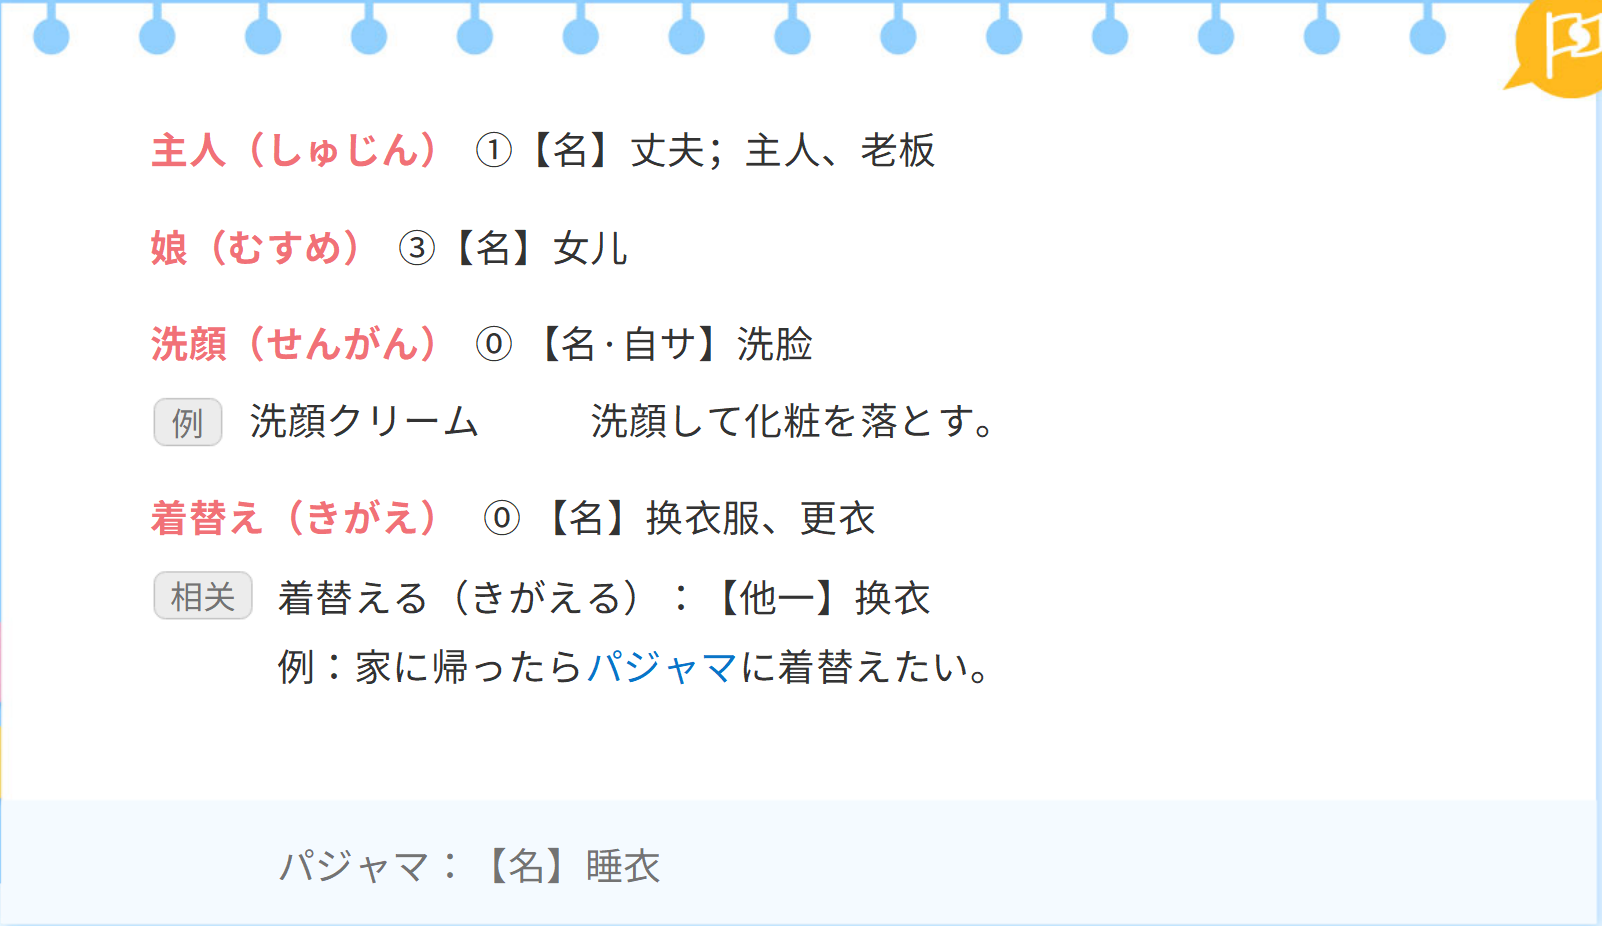 主人（しゅじん） ①【名】丈夫；主人、老板
娘（むすめ） ③【名】女儿
洗顔（せんがん） ⓪ 【名·自サ】洗脸
例 洗顔クリーム 洗顔して化粧を落とす。
着替え（きがえ） ⓪ 【名】换衣服、更衣
相关 着替える（きがえる）：【他一】换衣
例：家に帰ったらパジャマに着替えたい。
パジャマ：【名】睡衣